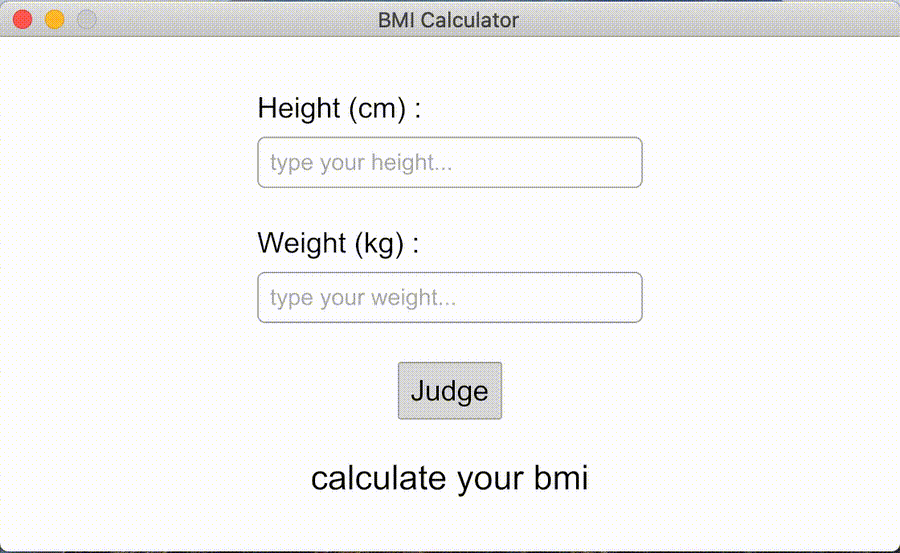 BMI Calculator
Height (cm) :
type your height...
Weight (kg) :
type your weight...
Judge
calculate your bmi